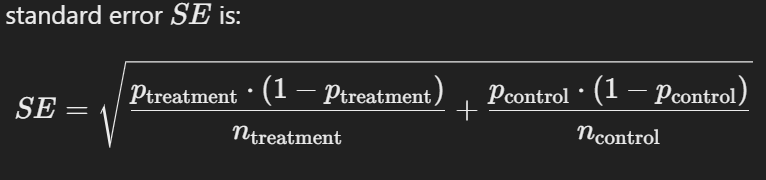 standard error SE is:
SE = √( p_treatment · (1 − p_treatment) / n_treatment + p_control · (1 − p_control) / n_control )